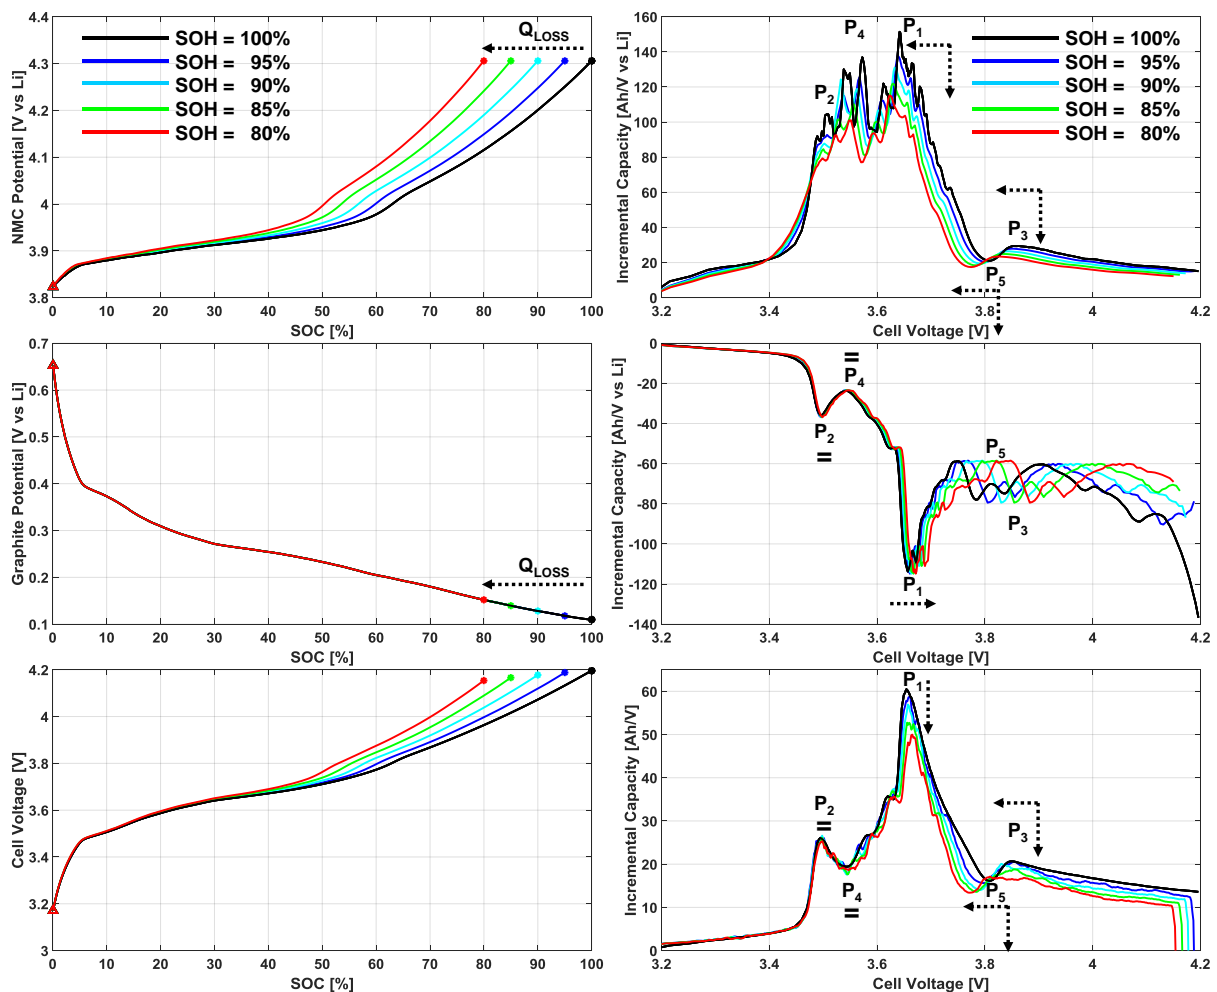 4.4
4.3
4.2
4.1
4
3.9
3.8
NMC Potential [V vs Li]
SOH = 100%
SOH = 95%
SOH = 90%
SOH = 85%
SOH = 80%
QLOSS
0 10 20 30 40 50 60 70 80 90 100
SOC [%]
160
140
120
100
80
60
40
20
0
Incremental Capacity [Ah/V vs Li]
P4 P1
P2
P3
P5
SOH = 100%
SOH = 95%
SOH = 90%
SOH = 85%
SOH = 80%
3.2 3.4 3.6 3.8 4 4.2
Cell Voltage [V]
0.7
0.6
0.5
0.4
0.3
0.2
0.1
Graphite Potential [V vs Li]
QLOSS
0 10 20 30 40 50 60 70 80 90 100
SOC [%]
0
-20
-40
-60
-80
-100
-120
-140
Incremental Capacity [Ah/V vs Li]
=
P4
P2
=
P5
P3
P1
3.2 3.4 3.6 3.8 4 4.2
Cell Voltage [V]
4.2
4
3.8
3.6
3.4
3.2
3
Cell Voltage [V]
0 10 20 30 40 50 60 70 80 90 100
SOC [%]
60
50
40
30
20
10
0
Incremental Capacity [Ah/V]
P1
P2
=
P3
P4
=
P5
3.2 3.4 3.6 3.8 4 4.2
Cell Voltage [V]